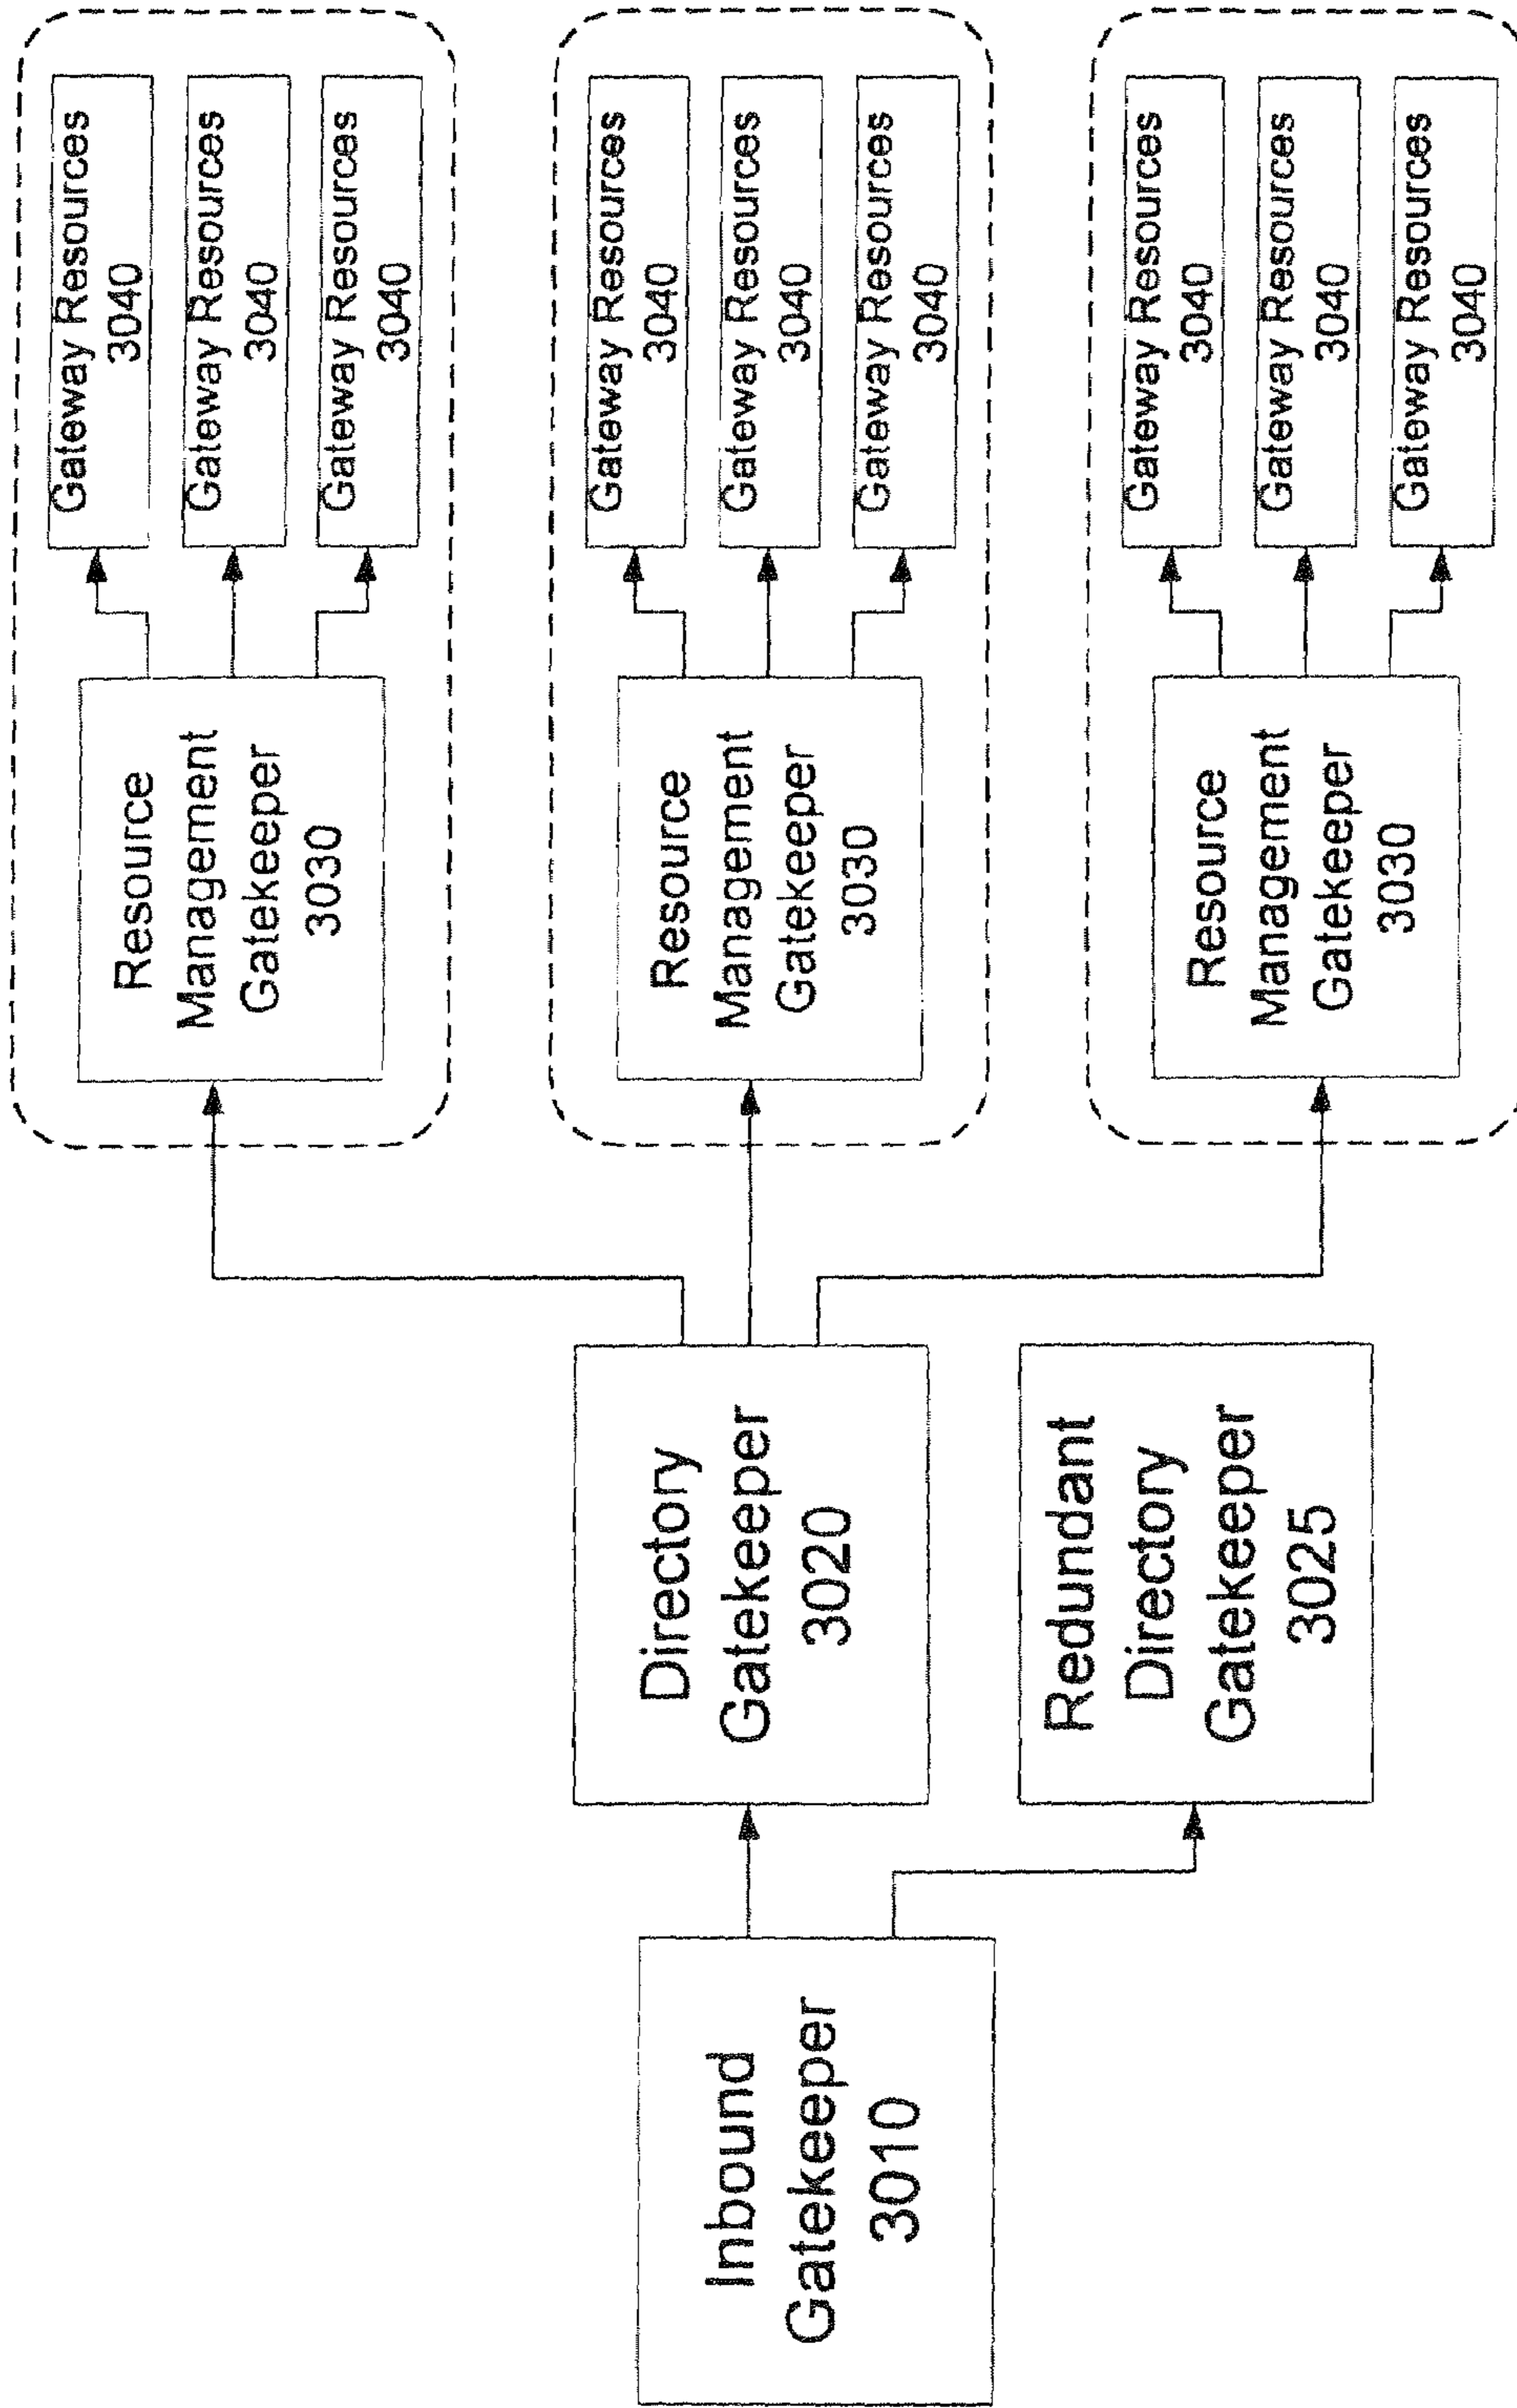 Inbound
Gatekeeper
3010
Directory
Gatekeeper
3020
Redundant
Directory
Gatekeeper
3025
Resource
Management
Gatekeeper
3030
Gateway Resources
3040
Gateway Resources
3040
Gateway Resources
3040
Resource
Management
Gatekeeper
3030
Gateway Resources
3040
Gateway Resources
3040
Gateway Resources
3040
Resource
Management
Gatekeeper
3030
Gateway Resources
3040
Gateway Resources
3040
Gateway Resources
3040